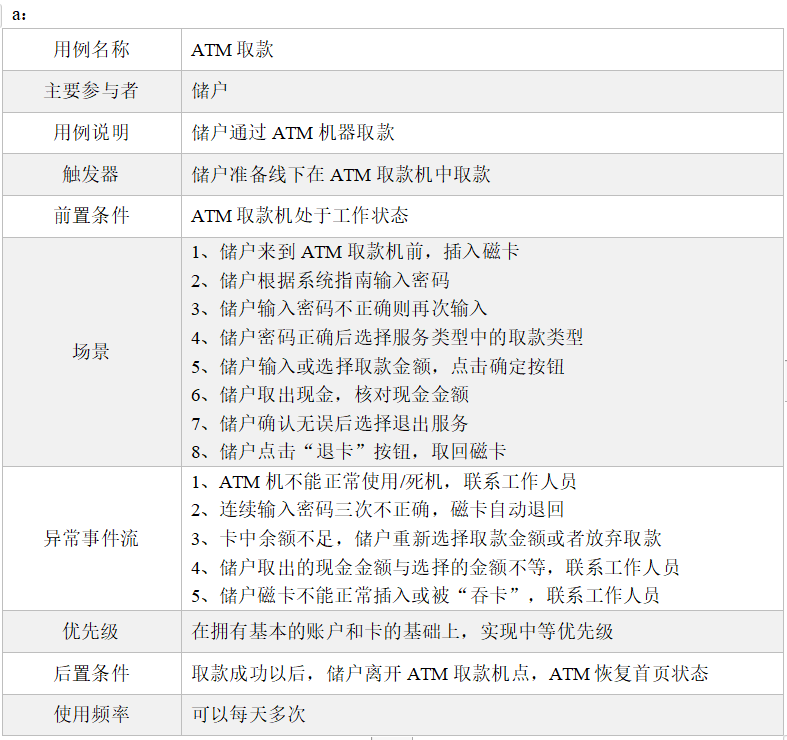 a：
用例名称 ATM 取款
主要参与者 储户
用例说明 储户通过 ATM 机器取款
触发器 储户准备线下在 ATM 取款机中取款
前置条件 ATM 取款机处于工作状态
场景
1、储户来到 ATM 取款机前，插入磁卡
2、储户根据系统指南输入密码
3、储户输入密码不正确则再次输入
4、储户密码正确后选择服务类型中的取款类型
5、储户输入或选择取款金额，点击确定按钮
6、储户取出现金，核对现金金额
7、储户确认无误后选择退出服务
8、储户点击“退卡”按钮，取回磁卡
异常事件流
1、ATM 机不能正常使用/死机，联系工作人员
2、连续输入密码三次不正确，磁卡自动退回
3、卡中余额不足，储户重新选择取款金额或者放弃取款
4、储户取出的现金金额与选择的金额不等，联系工作人员
5、储户磁卡不能正常插入或被“吞卡”，联系工作人员
优先级 在拥有基本的账户和卡的基础上，实现中等优先级
后置条件 取款成功以后，储户离开 ATM 取款机点，ATM 恢复首页状态
使用频率 可以每天多次